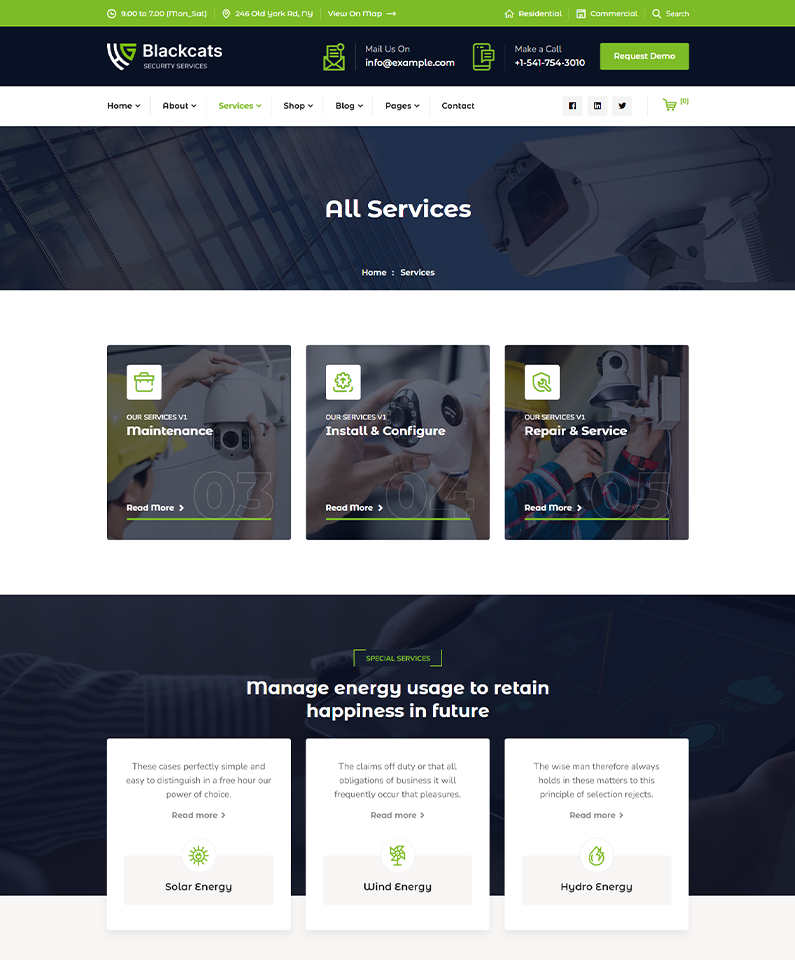 9.00 to 7.00 (Mon_Sat)
246 Old York Rd, NY
View On Map
Residential
Commercial
Search
Blackcats
SECURITY SERVICES
Mail Us On
info@example.com
Make a Call
+1-541-754-3010
Request Demo
Home
About
Services
Shop
Blog
Pages
Contact
[0]
All Services
Home : Services
OUR SERVICES V1
Maintenance
03
Read More
OUR SERVICES V1
Install & Configure
04
Read More
OUR SERVICES V1
Repair & Service
05
Read More
SPECIAL SERVICES
Manage energy usage to retain
happiness in future
These cases perfectly simple and
easy to distinguish in a free hour our
power of choice.
Read more
Solar Energy
The claims off duty or that all
obligations of business it will
frequently occur that pleasures.
Read more
Wind Energy
The wise man therefore always
holds in these matters to this
principle of selection rejects.
Read more
Hydro Energy